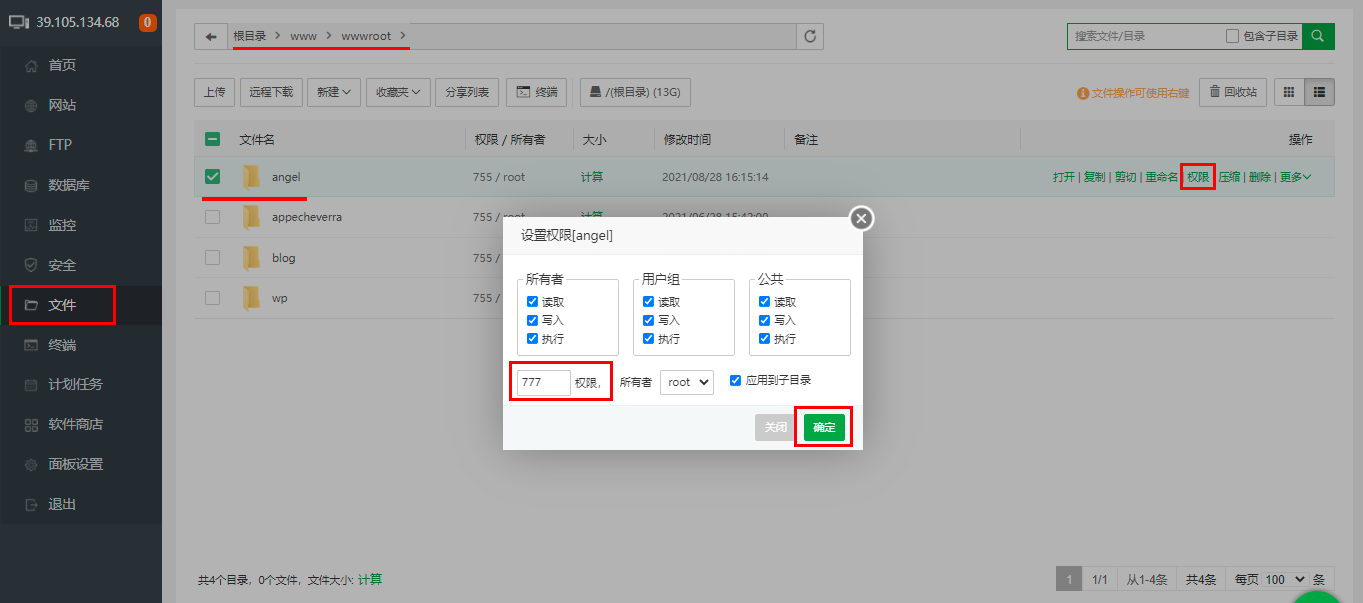 39.105.134.68 0
首页
网站
FTP
数据库
监控
安全
文件
终端
计划任务
软件商店
面板设置
退出
根目录 > www > wwwroot >
搜索文件/目录 包含子目录
上传 远程下载 新建 收藏夹 分享列表 终端 /(根目录) (13G)
文件操作可使用右键 回收站
文件名 权限 / 所有者 大小 修改时间 备注 操作
angel 755 / root 计算 2021/08/28 16:15:14 打开 | 复制 | 剪切 | 重命名 | 权限 | 压缩 | 删除 | 更多
appecheverra 755 / root 计算 2021/06/28 15:42:00
blog 755 /
wp 755 /
设置权限[angel]
所有者 用户组 公共
读取 读取 读取
写入 写入 写入
执行 执行 执行
777 权限， 所有者 root 应用到子目录
关闭 确定
共4个目录，0个文件，文件大小: 计算
1 1/1 从1-4条 共4条 每页 100 条